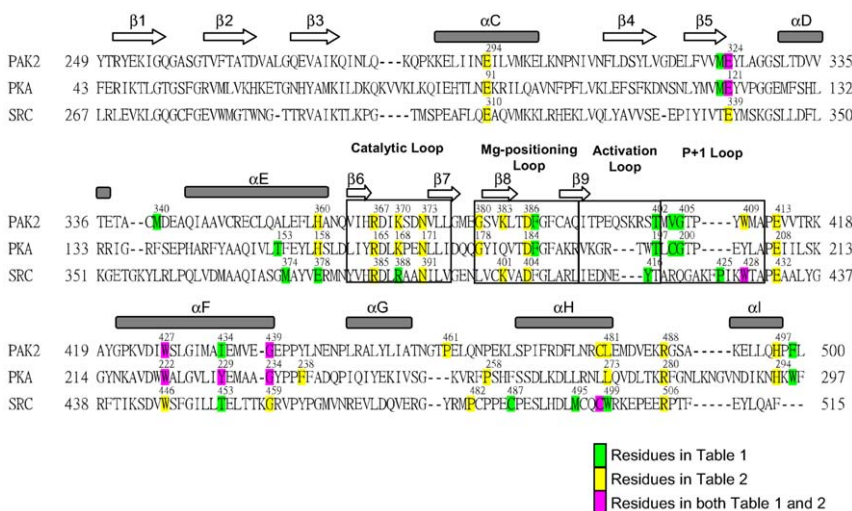 β1 β2 β3 αC β4 β5 αD
294 324
PAK2 249 YTRYEKIGQGASGTVFTATDVALGQEVAIKQINLQ---KQPKKELIINEILVMKELKNPNIVNFLDSYLVGDELFVVMEYLAGGSLTDVV 335
91 121
PKA 43 FERIKTLGTGSFGRVMLVKHKETGNHYAMKILDKQKVVKLKQIEHTLNEKRILQAVNFPFLVKLEFSFKDNSNLYMVMEYVPGGEMFSHL 132
310 339
SRC 267 LRLEVKLGQGCFGEVWMGTWNG-TTRVAIKTLKPG----TMSPEAFLQEAQVMKKLRHEKLVQLYAVVSE-EPIYIVTEYMSKGSLLDFL 350
Catalytic Loop Mg-positioning Loop Activation Loop P+1 Loop
αE β6 β7 β8 β9
340 360 367 370 373 380 383 386 402 405 409 413
PAK2 336 TETA--CMDEAQIAAVCRECLQALEFLHANQVIHRDIKSDNVLLGMEGSVKLTDFGFCAQITPEQSKRSTMVGTP---YWMAPEVVTRK 418
153 158 165 168 171 178 184 197 200 208
PKA 133 RRIG--RFSEPHARFYAAQIVLTFEYLHSLDLIYRDLKPENLLIDQQGYIQVTDFGFAKRVKGR---TWTLCGTP---EYLAPEIILSK 213
374 378 385 388 391 401 404 416 425 428 432
SRC 351 KGETGKYLRLPQLVDMAAQIASGMAYVERMNYVHRDLRAANILVGENLVCKVADFGLARLIEDNE---YTARQGAKFPIKWTAPEAALYG 437
αF αG αH αI
427 434 439 461 481 488 497
PAK2 419 AYGPKVDIWSLGIMAIEMVE-GEPPYLNENPLRALYLIATNGTPELQNPEKLSPIFRDFLNRCLEMDVEKRGSA-----KELLQHPFL 500
222 229 234 238 258 273 280 294
PKA 214 GYNKAVDWWALGVLIYEMAA-GYPPFFADQPIQIYEKIVSG---KVRFPSHFSSDLKDLLRNLLQVDLTKRFGNLKNGVNDIKNHKWF 297
446 453 459 482 487 495 499 506
SRC 438 RFTIKSDVWSFGILLTELTTKGRVPYPGMVNREVLDQVERG---YRMPCPPECPESLHDLMCQCWRKEPEERPTF-----EYLQAF--- 515
Residues in Table 1
Residues in Table 2
Residues in both Table 1 and 2